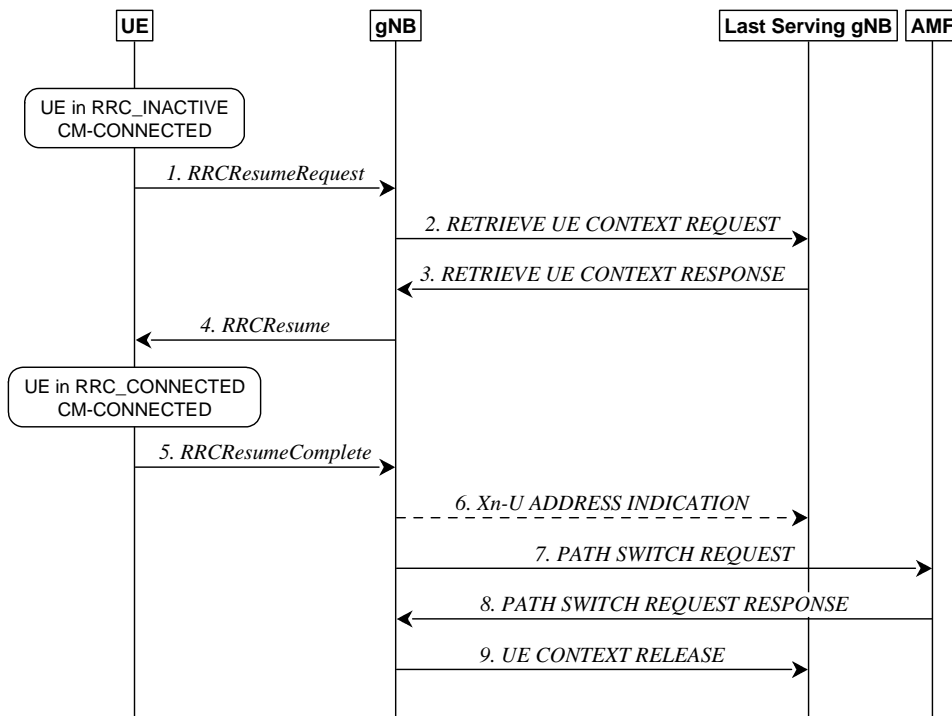 UE
gNB
Last Serving gNB
AMF
UE in RRC_INACTIVE
CM-CONNECTED
1. RRCResumeRequest
2. RETRIEVE UE CONTEXT REQUEST
3. RETRIEVE UE CONTEXT RESPONSE
4. RRCResume
UE in RRC_CONNECTED
CM-CONNECTED
5. RRCResumeComplete
6. Xn-U ADDRESS INDICATION
7. PATH SWITCH REQUEST
8. PATH SWITCH REQUEST RESPONSE
9. UE CONTEXT RELEASE